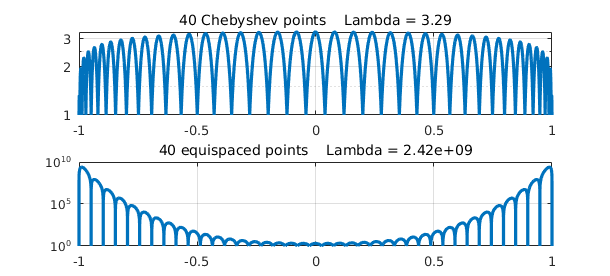 40 Chebyshev points Lambda = 3.29
3
2
1
-1 -0.5 0 0.5 1
40 equispaced points Lambda = 2.42e+09
10^10
10^5
10^0
-1 -0.5 0 0.5 1